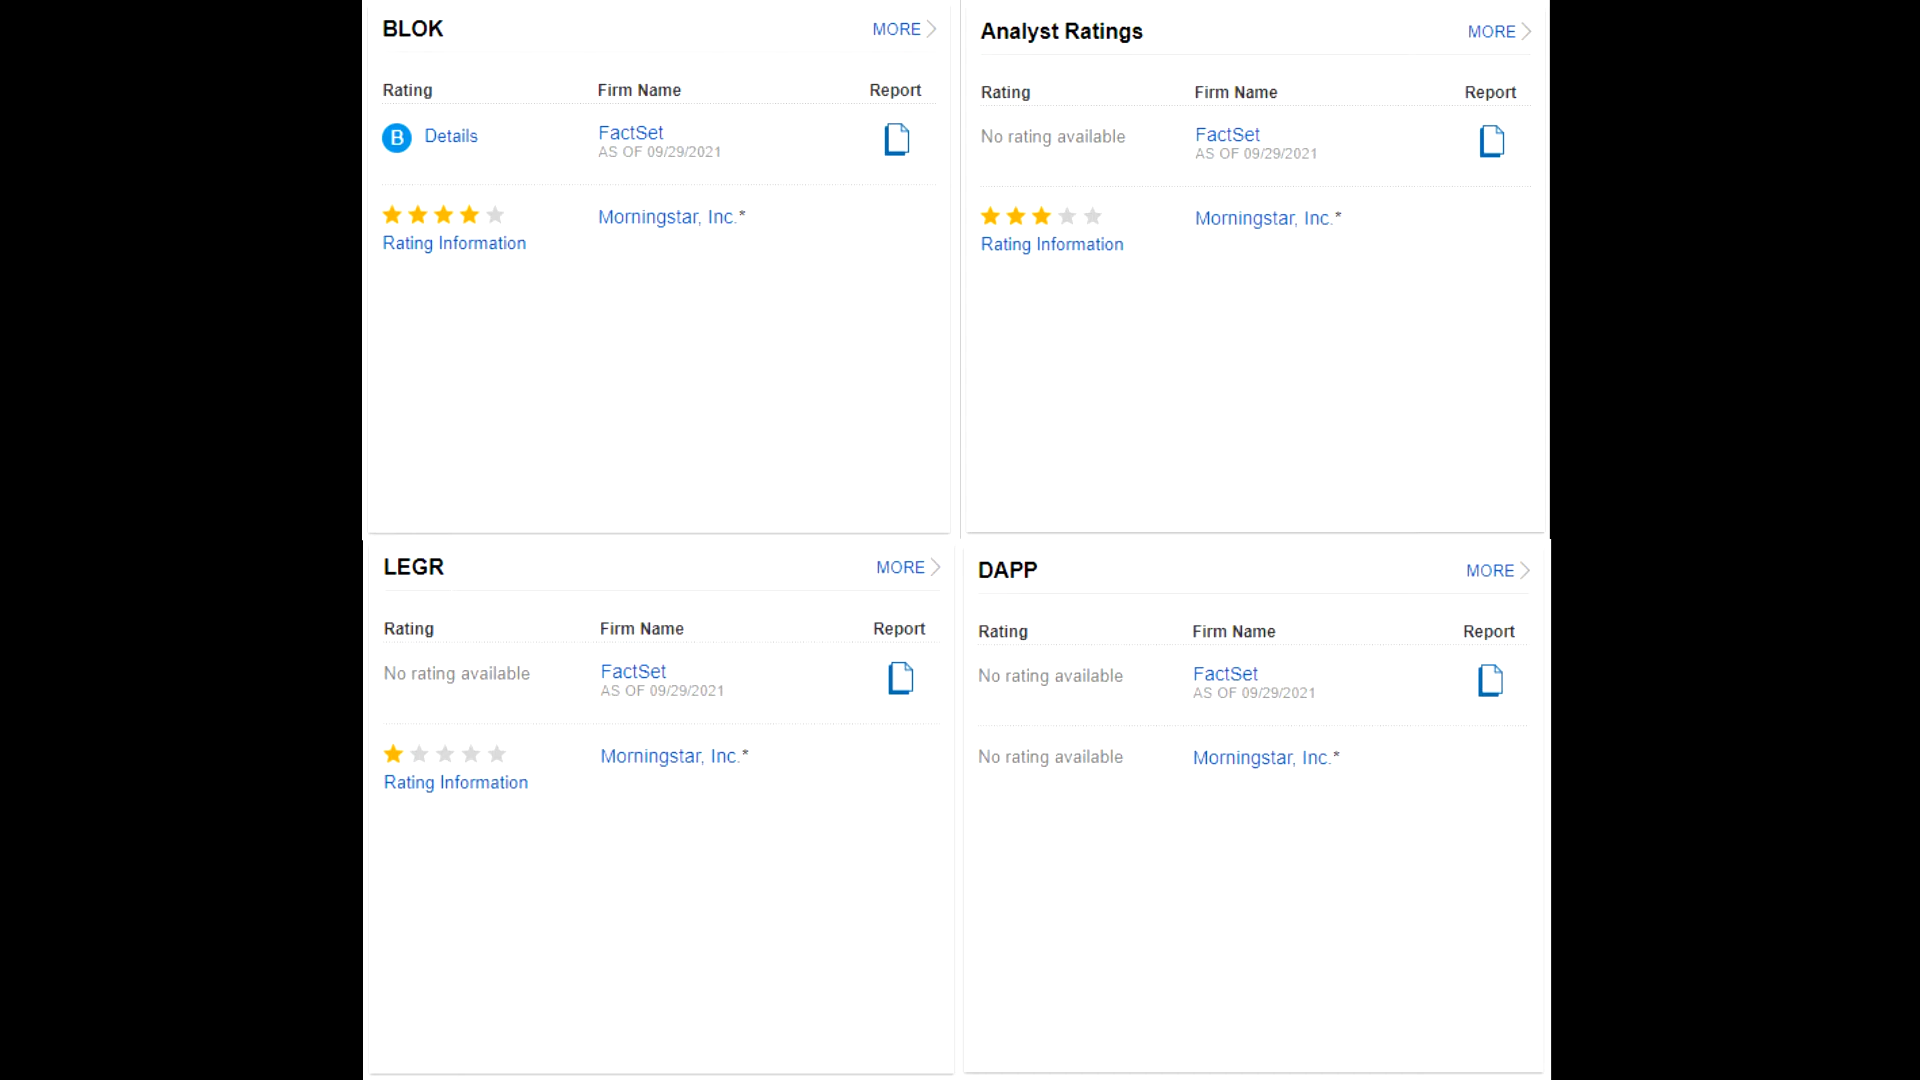 BLOK
MORE
Rating
Firm Name
Report
B
Details
FactSet
AS OF 09/29/2021
Morningstar, Inc.*
Rating Information
Analyst Ratings
MORE
Rating
Firm Name
Report
No rating available
FactSet
AS OF 09/29/2021
Morningstar, Inc.*
Rating Information
LEGR
MORE
Rating
Firm Name
Report
No rating available
FactSet
AS OF 09/29/2021
Morningstar, Inc.*
Rating Information
DAPP
MORE
Rating
Firm Name
Report
No rating available
FactSet
AS OF 09/29/2021
No rating available
Morningstar, Inc.*